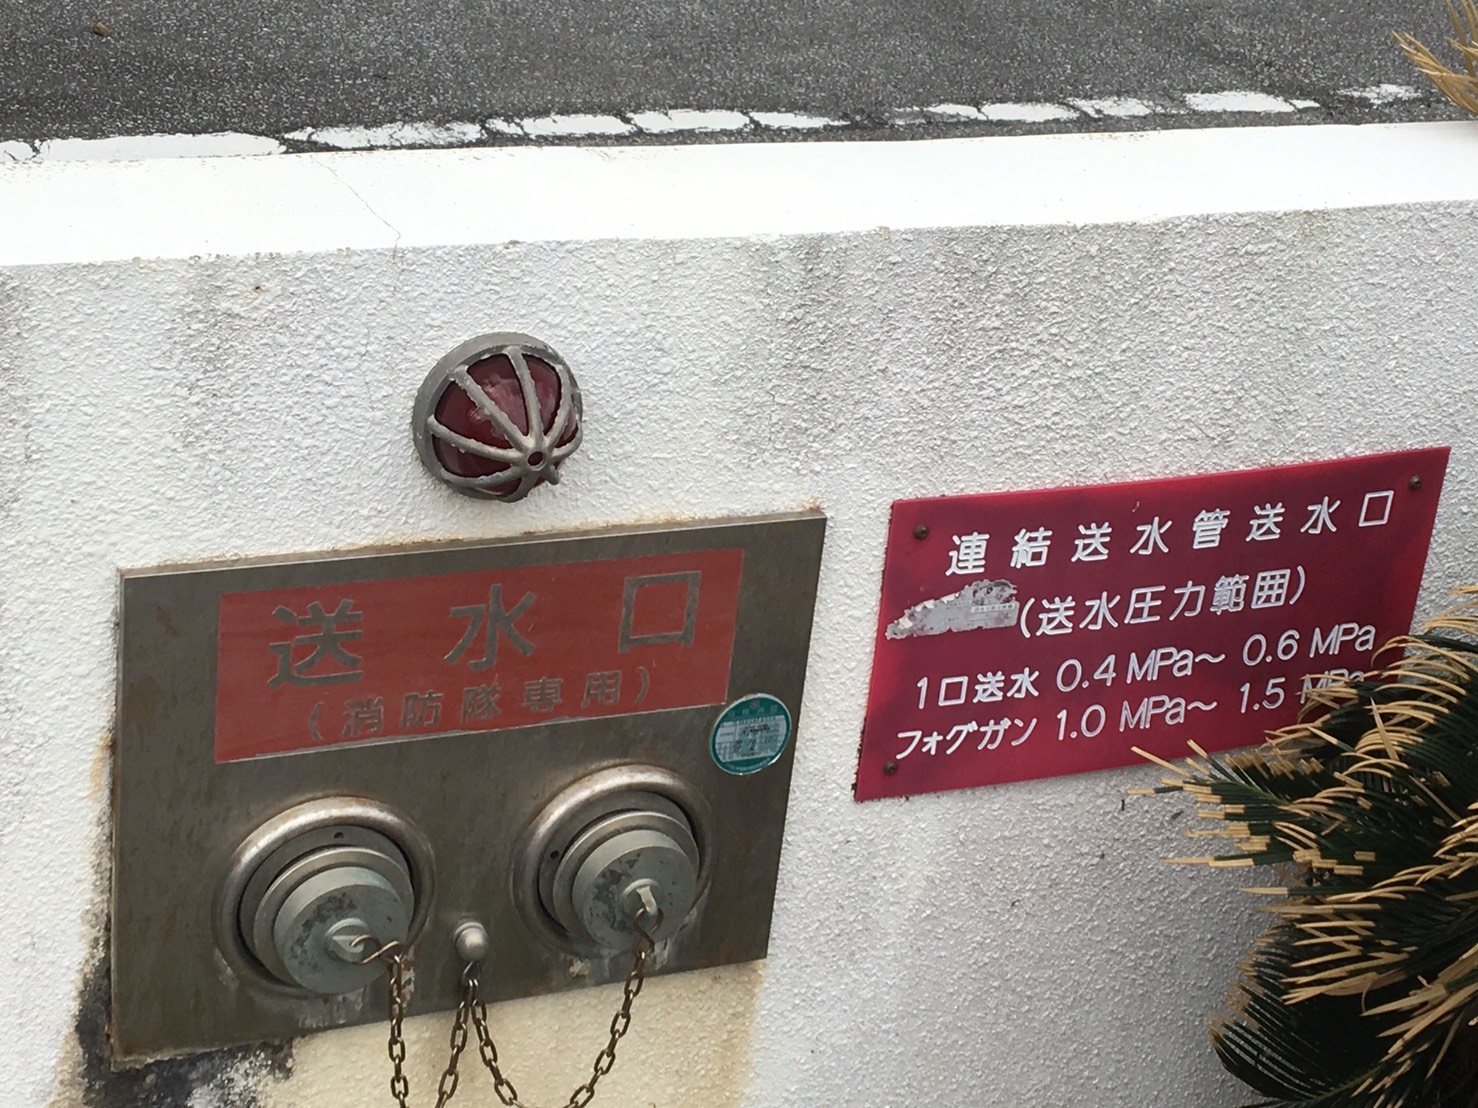 送水口
(消防隊専用)
連結送水管送水口
(送水圧力範囲)
1口送水 0.4 MPa～ 0.6 MPa
フォグガン 1.0 MPa～ 1.5 MPa